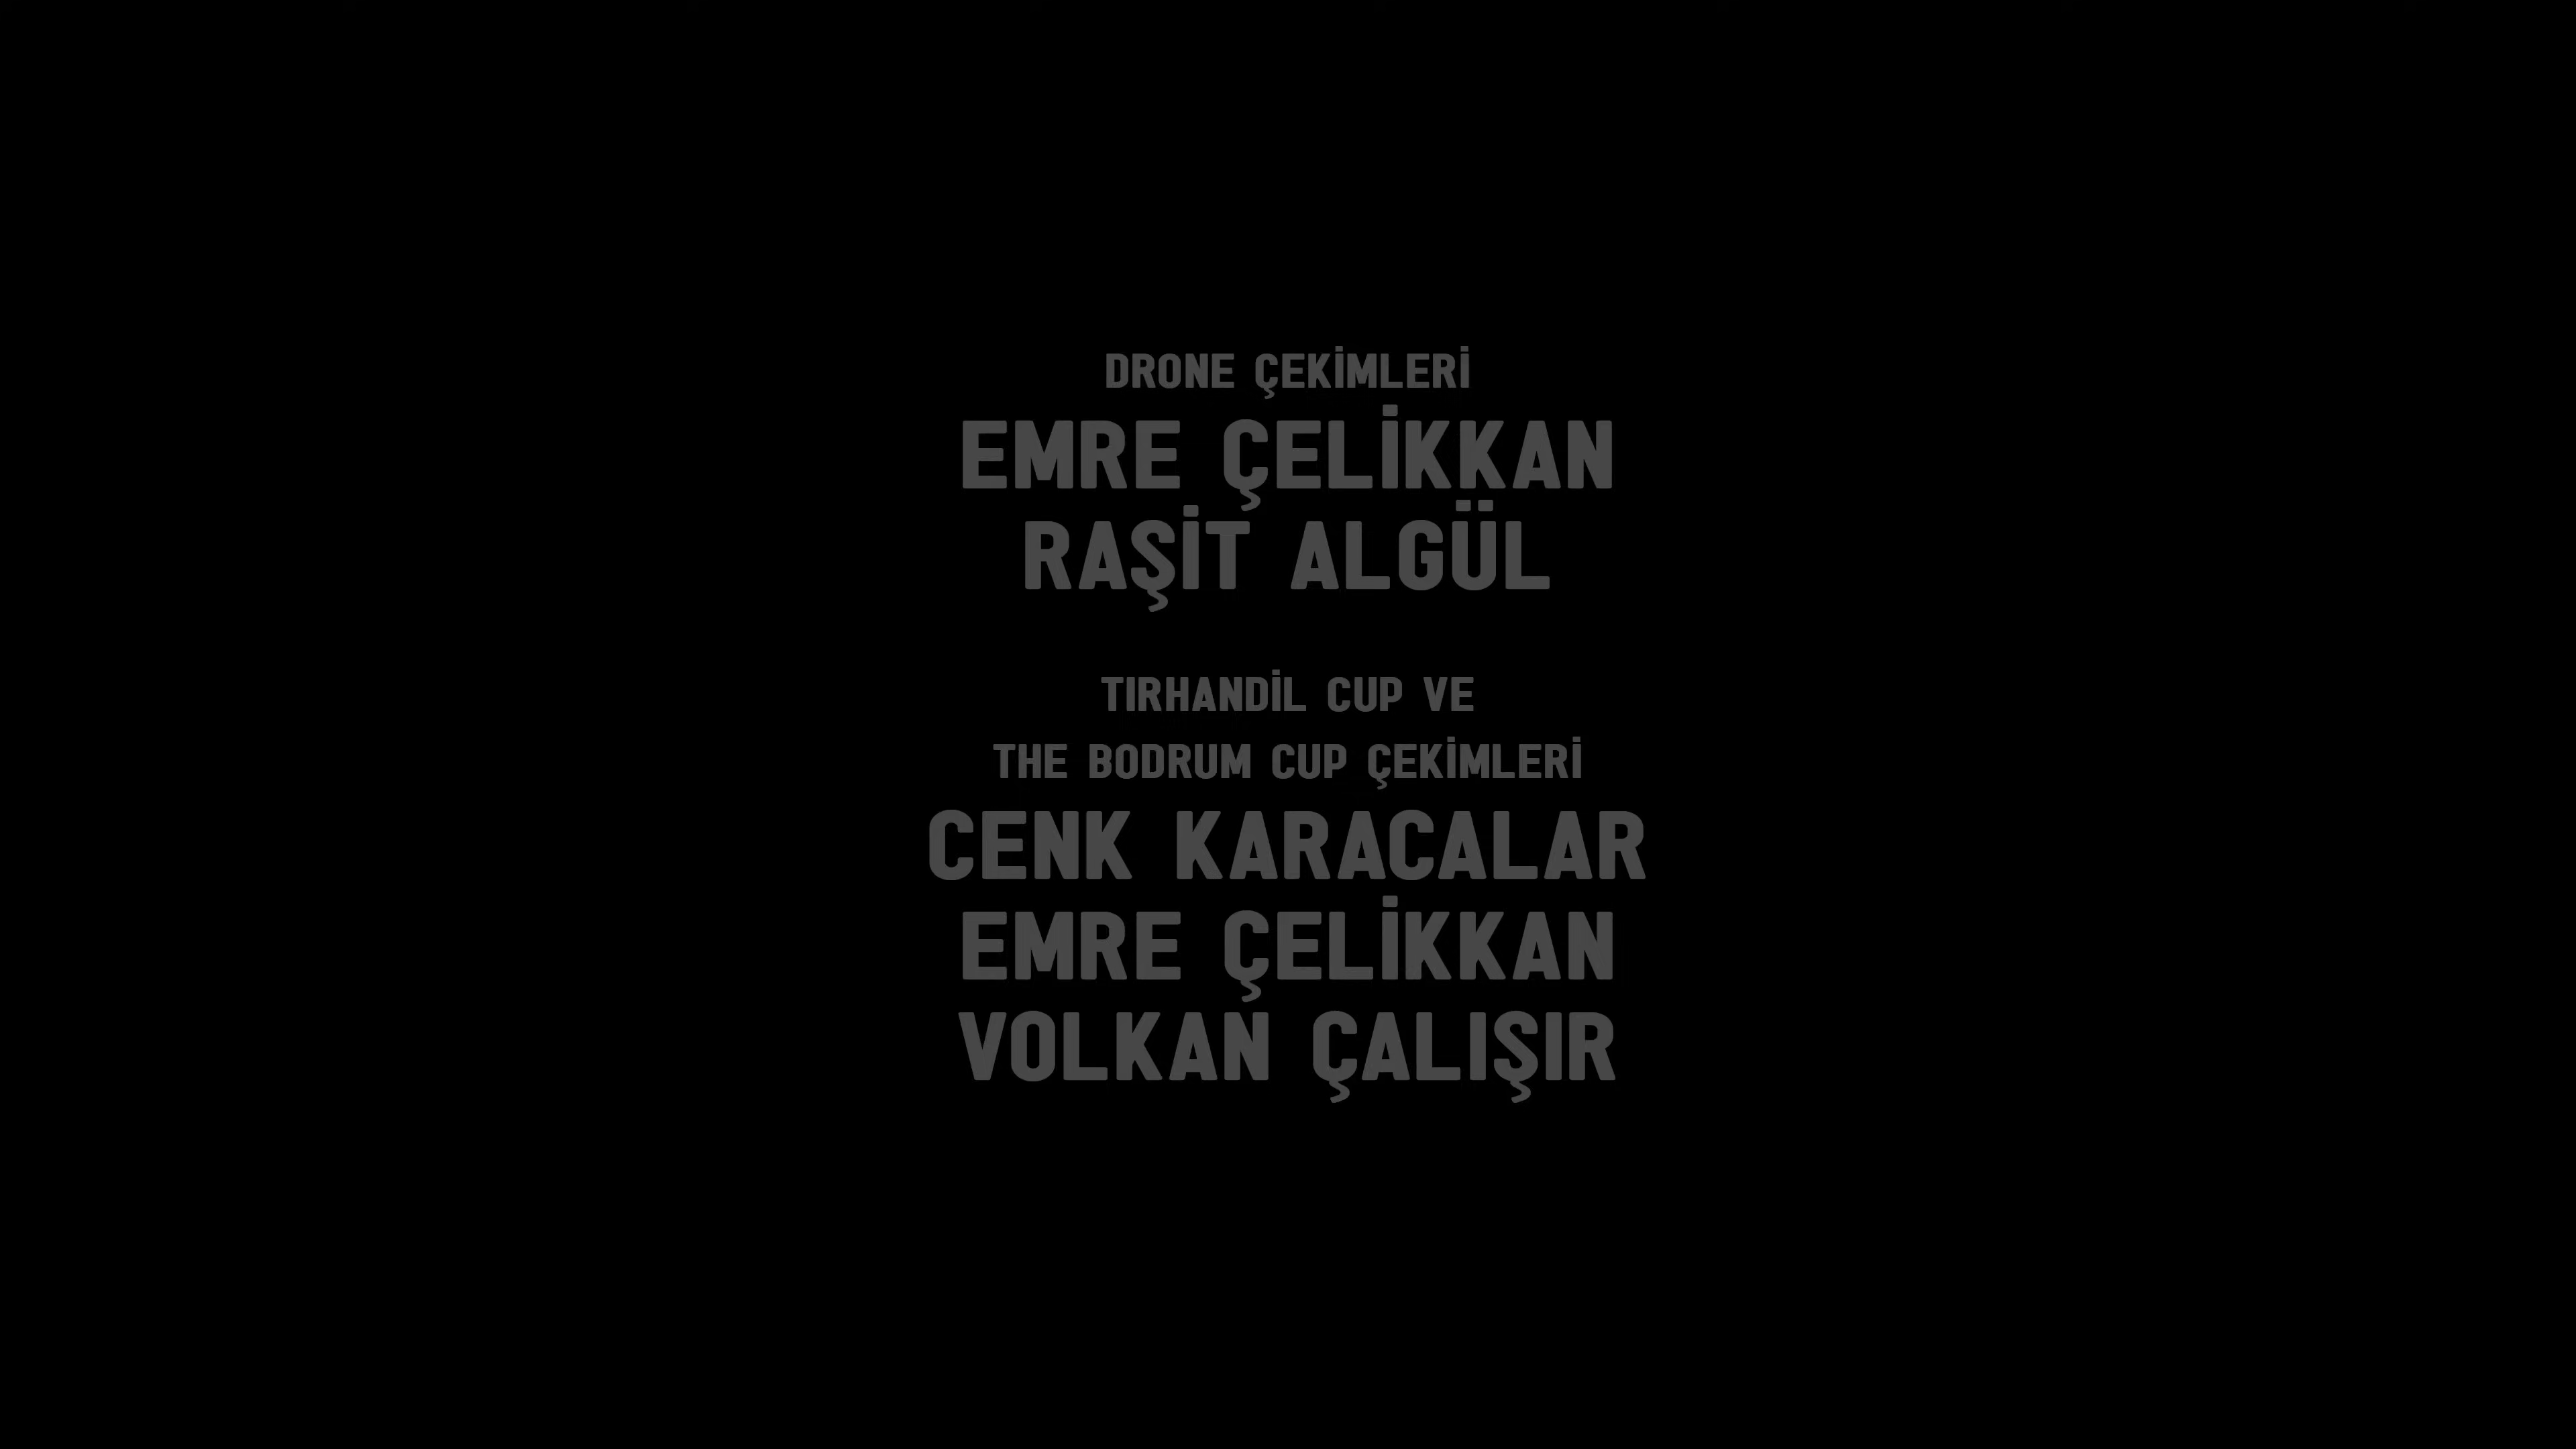 DRONE ÇEKİMLERİ
EMRE ÇELİKKAN
RAŞİT ALGÜL
TIRHANDİL CUP VE
THE BODRUM CUP ÇEKİMLERİ
CENK KARACALAR
EMRE ÇELİKKAN
VOLKAN ÇALIŞIR